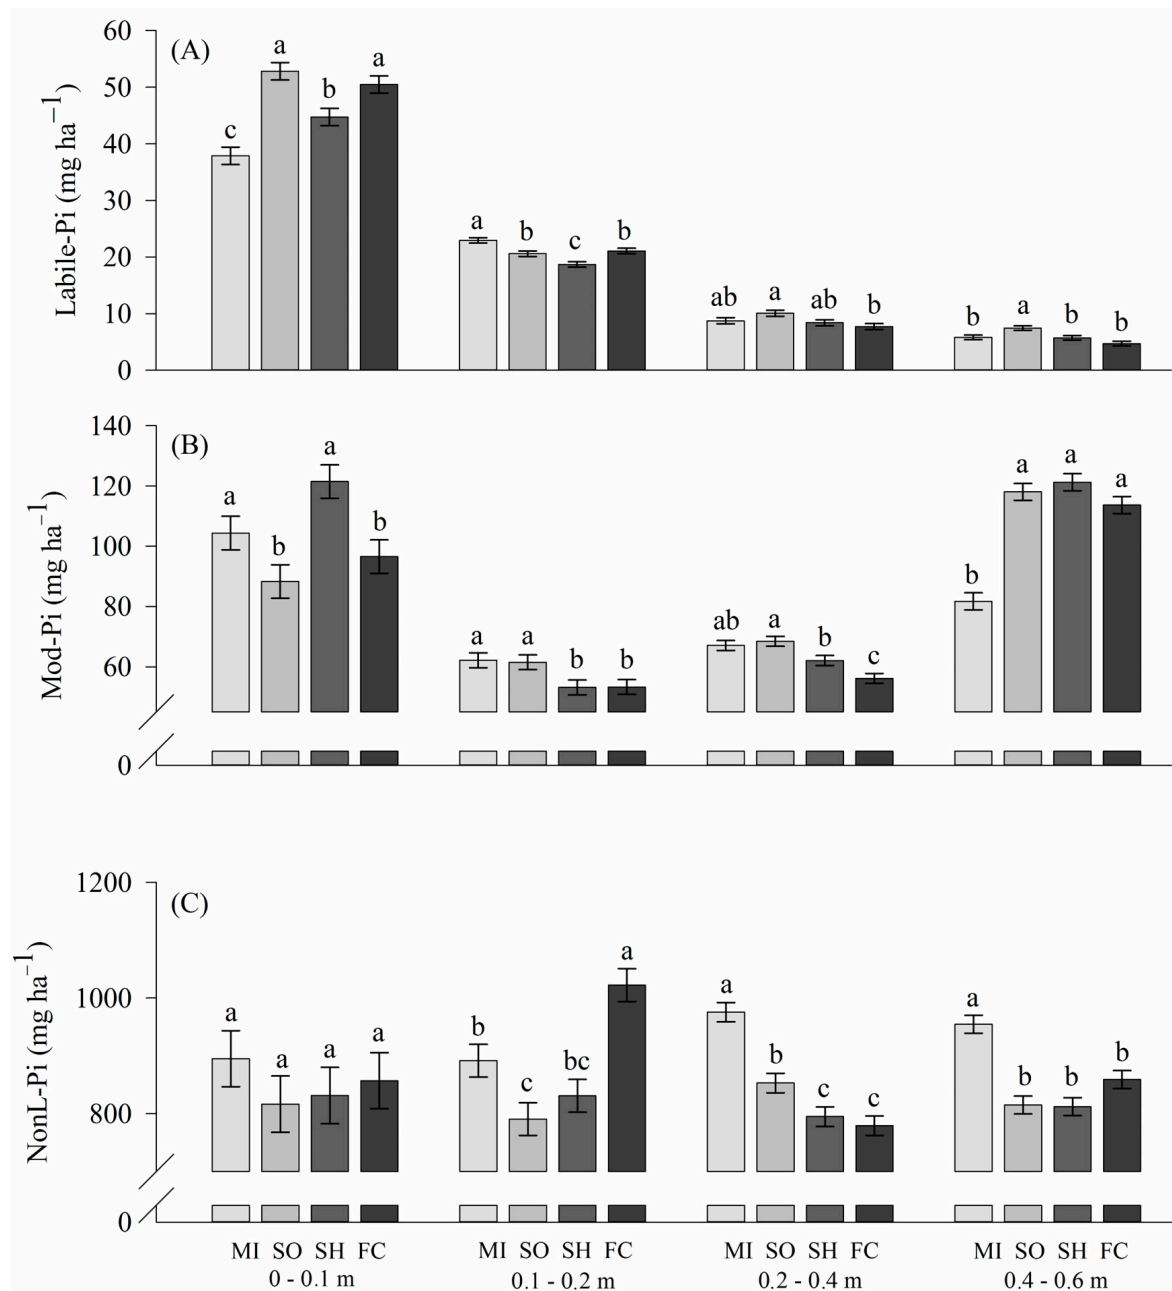 (A)
Labile-Pi (mg ha⁻¹)
60
50
40
30
20
10
0
c a b a
a b c b
ab a ab b
b a b b
(B)
Mod-Pi (mg ha⁻¹)
140
120
100
80
60
0
a b a b
a a b b
ab a b c
b a a a
(C)
NonL-Pi (mg ha⁻¹)
1200
1000
800
0
a a a a
b c bc a
a b c c
a b b b
MI SO SH FC MI SO SH FC MI SO SH FC MI SO SH FC
0 - 0.1 m 0.1 - 0.2 m 0.2 - 0.4 m 0.4 - 0.6 m